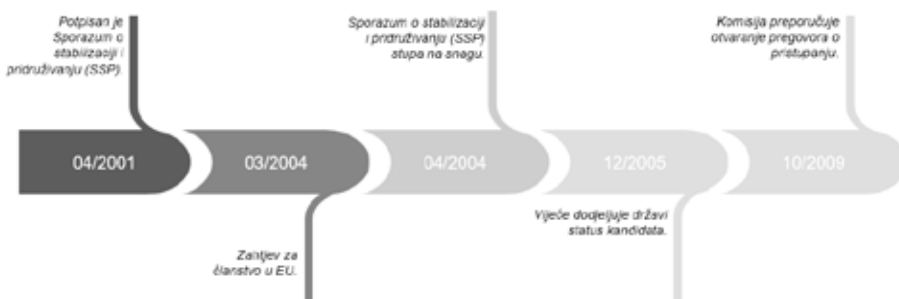 Potpisan je
Sporazum o
stabilizaciji i
pridruživanju (SSP).
Sporazum o stabilizaciji
i pridruživanju (SSP)
stupa na snagu.
Komisija preporučuje
otvaranje pregovora o
pristupanju.
04/2001
03/2004
04/2004
12/2005
10/2009
Zahtjev za
članstvo u EU.
Vijeće dodjeljuje državi
status kandidata.